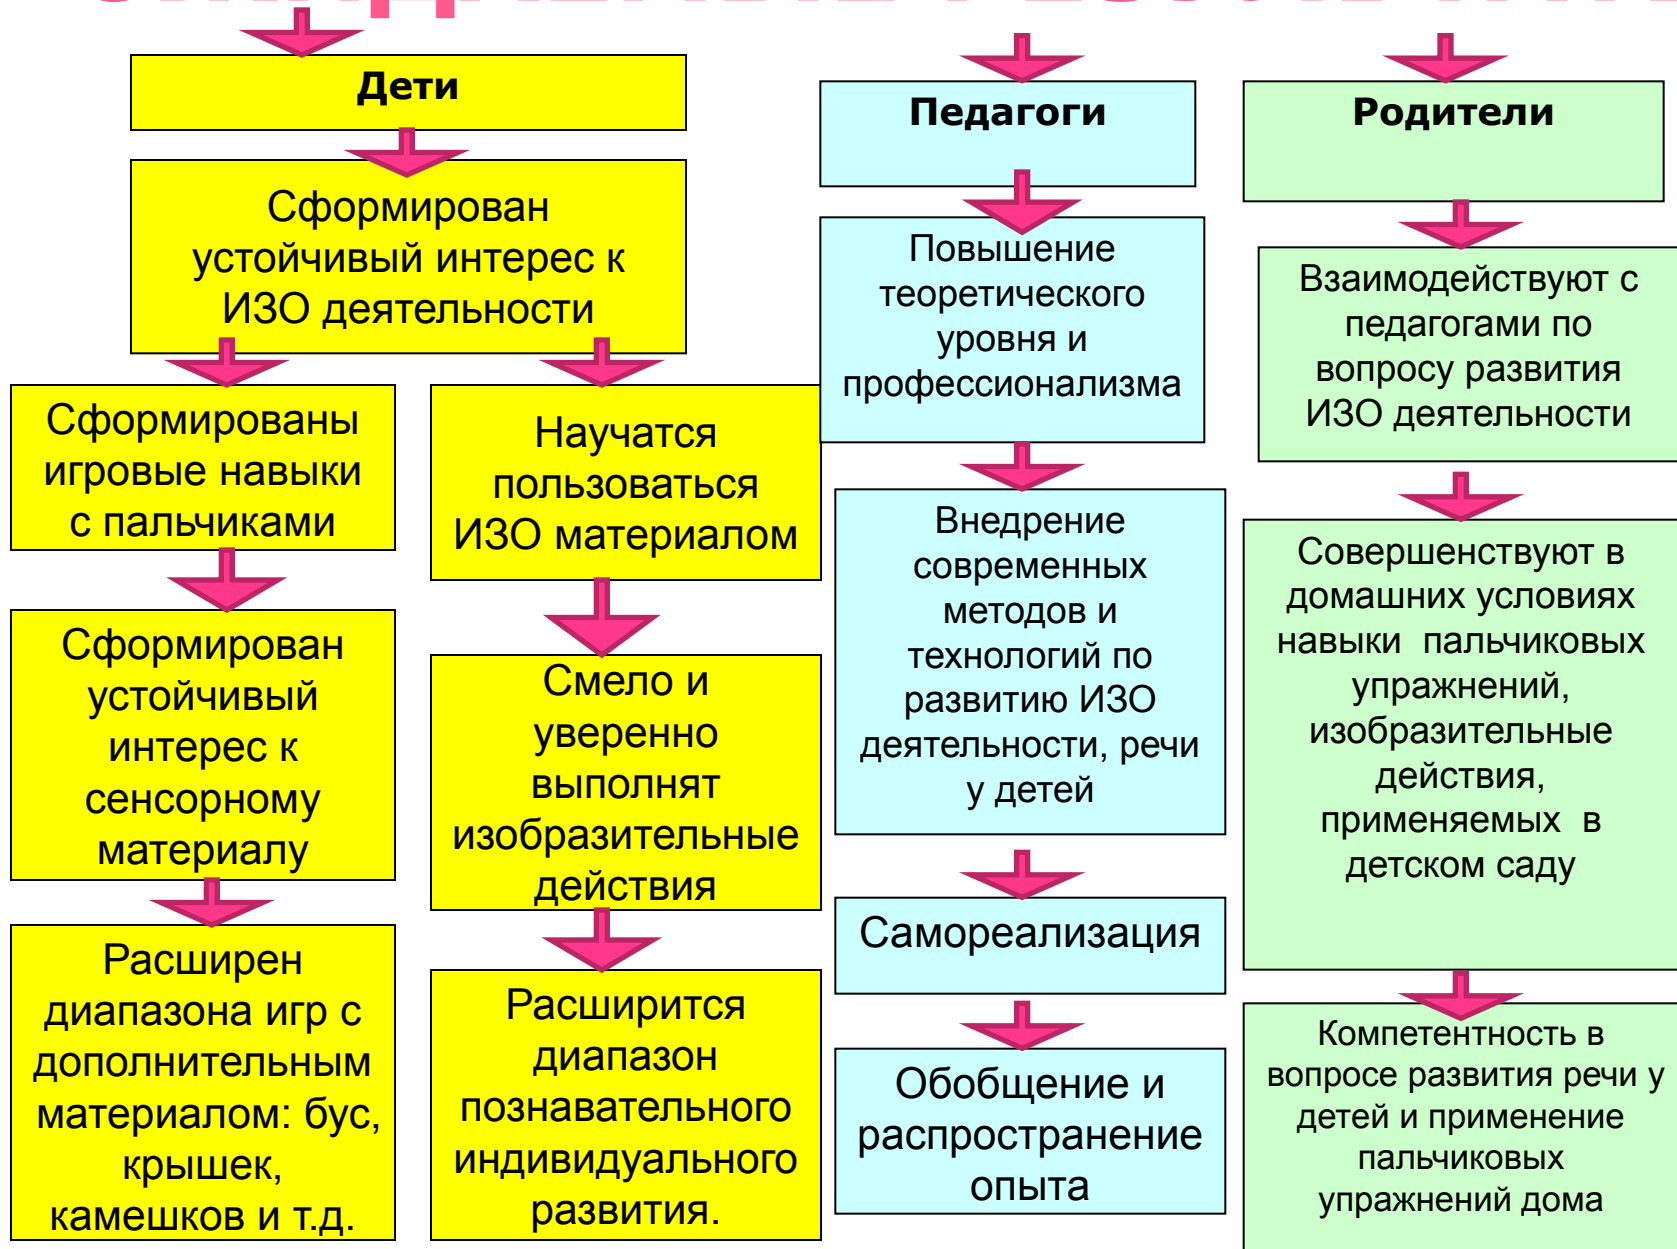 Дети
Сформирован
устойчивый интерес к
ИЗО деятельности
Сформированы
игровые навыки
с пальчиками
Сформирован
устойчивый
интерес к
сенсорному
материалу
Расширен
диапазона игр с
дополнительным
материалом: бус,
крышек,
камешков и т.д.
Научатся
пользоваться
ИЗО материалом
Смело и
уверенно
выполнят
изобразительные
действия
Расширится
диапазон
познавательного
индивидуального
развития.
Педагоги
Повышение
теоретического
уровня и
профессионализма
Внедрение
современных
методов и
технологий по
развитию ИЗО
деятельности, речи
у детей
Самореализация
Обобщение и
распространение
опыта
Родители
Взаимодействуют с
педагогами по
вопросу развития
ИЗО деятельности
Совершенствуют в
домашних условиях
навыки пальчиковых
упражнений,
изобразительные
действия,
применяемых в
детском саду
Компетентность в
вопросе развития речи у
детей и применение
пальчиковых
упражнений дома